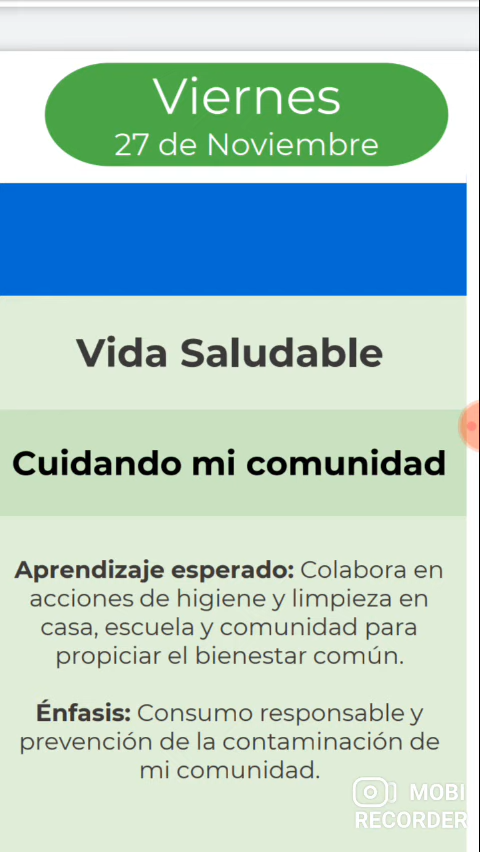 Viernes
27 de Noviembre
Vida Saludable
Cuidando mi comunidad
Aprendizaje esperado: Colabora en
acciones de higiene y limpieza en
casa, escuela y comunidad para
propiciar el bienestar común.
Énfasis: Consumo responsable y
prevención de la contaminación de
mi comunidad.
MOBI
RECORDER